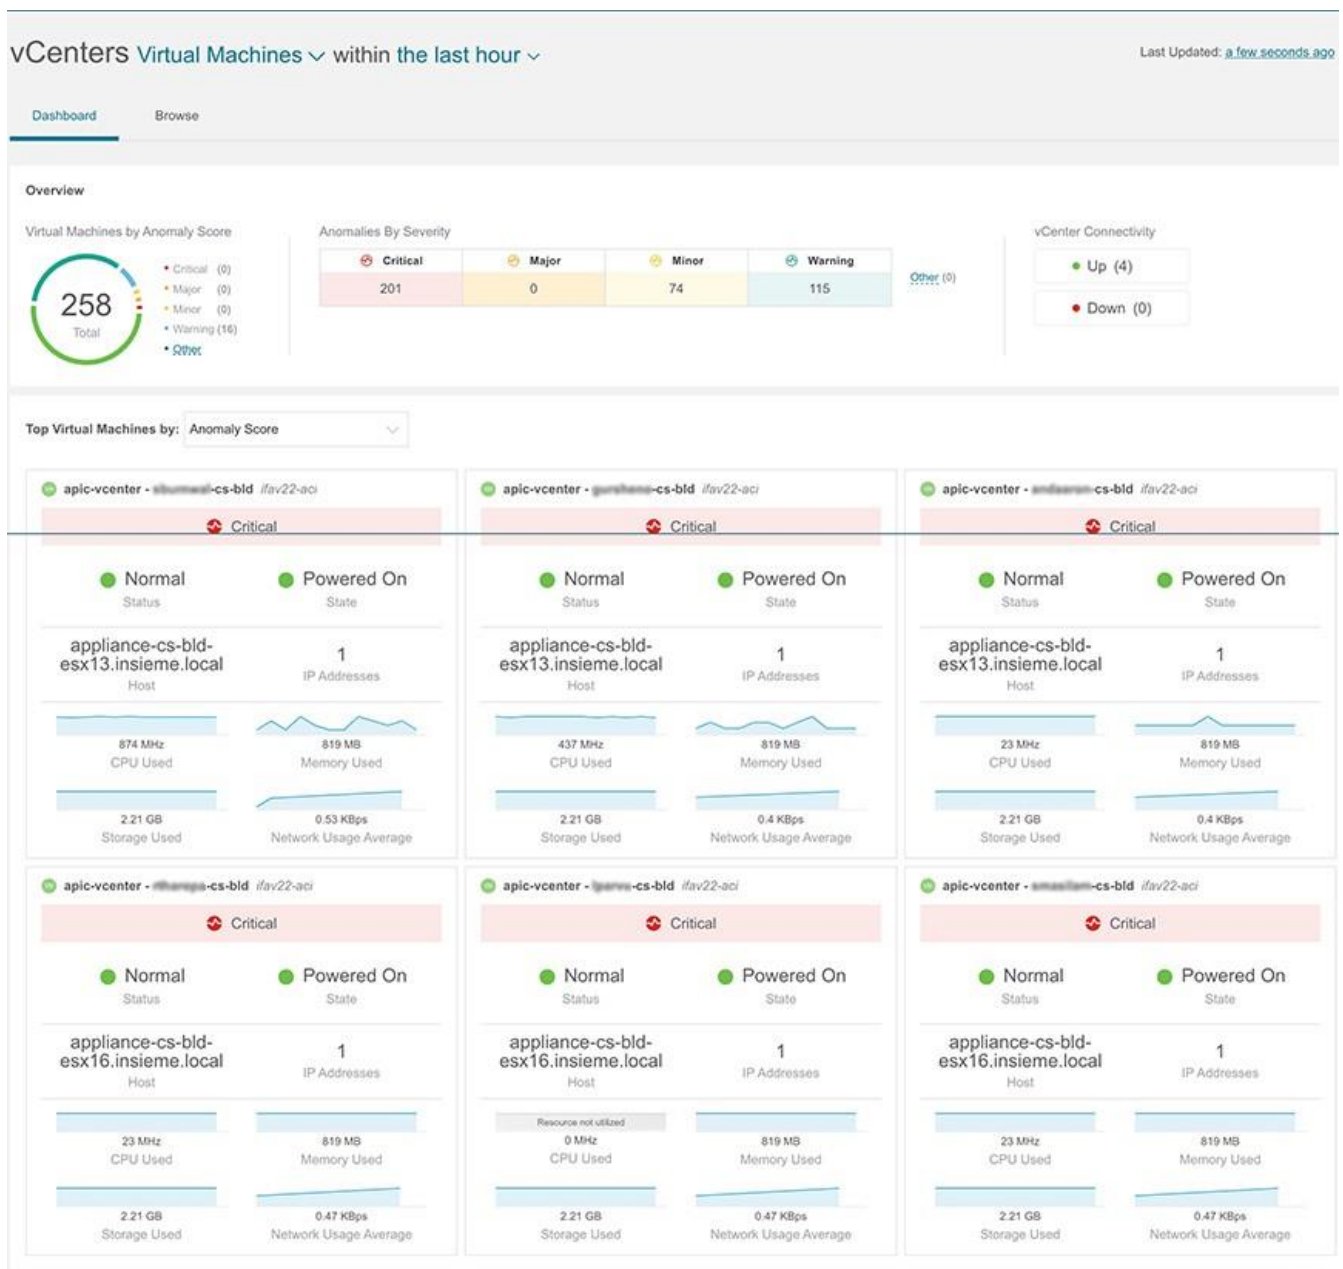 vCenters Virtual Machines within the last hour
Last Updated: a few seconds ago
Dashboard Browse
Overview
Virtual Machines by Anomaly Score
258
Total
Critical (0)
Major (0)
Minor (0)
Warning (16)
Other
Anomalies By Severity
Critical Major Minor Warning
201 0 74 115
Other (0)
vCenter Connectivity
Up (4)
Down (0)
Top Virtual Machines by: Anomaly Score
apic-vcenter - -cs-bld ifav22-aci
Critical
Normal Powered On
Status State
appliance-cs-bld-
esx13.insieme.local
Host
1
IP Addresses
874 MHz 819 MB
CPU Used Memory Used
2.21 GB 0.53 KBps
Storage Used Network Usage Average
apic-vcenter - -cs-bld ifav22-aci
Critical
Normal Powered On
Status State
appliance-cs-bld-
esx13.insieme.local
Host
1
IP Addresses
437 MHz 819 MB
CPU Used Memory Used
2.21 GB 0.4 KBps
Storage Used Network Usage Average
apic-vcenter - -cs-bld ifav22-aci
Critical
Normal Powered On
Status State
appliance-cs-bld-
esx13.insieme.local
Host
1
IP Addresses
23 MHz 819 MB
CPU Used Memory Used
2.21 GB 0.4 KBps
Storage Used Network Usage Average
apic-vcenter - -cs-bld ifav22-aci
Critical
Normal Powered On
Status State
appliance-cs-bld-
esx16.insieme.local
Host
1
IP Addresses
23 MHz 819 MB
CPU Used Memory Used
2.21 GB 0.47 KBps
Storage Used Network Usage Average
apic-vcenter - -cs-bld ifav22-aci
Critical
Normal Powered On
Status State
appliance-cs-bld-
esx16.insieme.local
Host
1
IP Addresses
Resource not utilized
0 MHz 819 MB
CPU Used Memory Used
2.21 GB 0.47 KBps
Storage Used Network Usage Average
apic-vcenter - -cs-bld ifav22-aci
Critical
Normal Powered On
Status State
appliance-cs-bld-
esx16.insieme.local
Host
1
IP Addresses
23 MHz 819 MB
CPU Used Memory Used
2.21 GB 0.47 KBps
Storage Used Network Usage Average